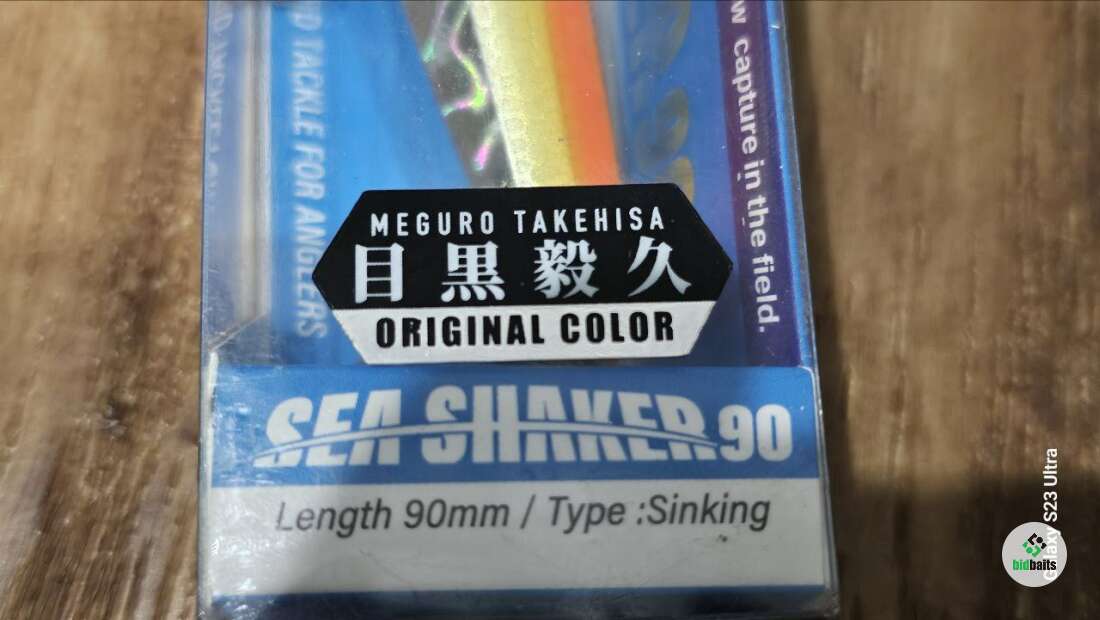 D TACKLE FOR ANGLERS
w capture in the field.
MEGURO TAKEHISA
目黒毅久
ORIGINAL COLOR
SEA SHAKER 90
Length 90mm / Type :Sinking
Galaxy S23 Ultra
bidbaits